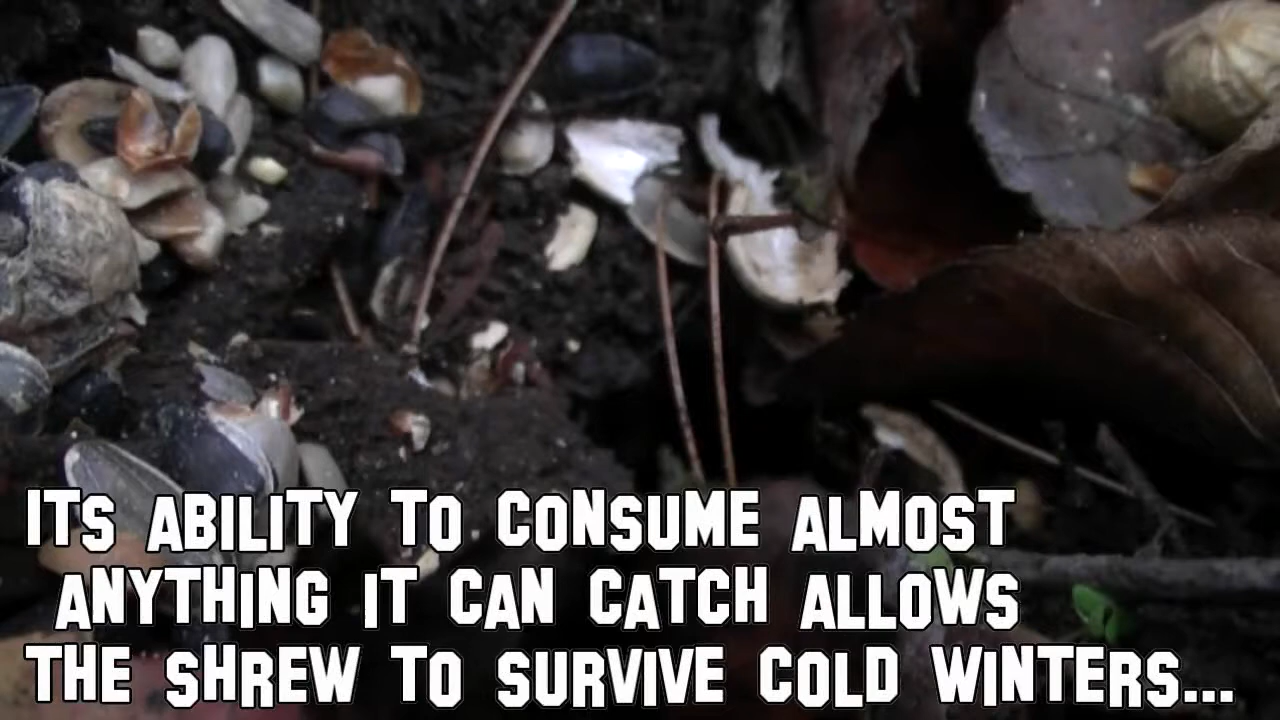 ITS ABILITY TO CONSUME ALMOST
ANYTHING IT CAN CATCH ALLOWS
THE SHREW TO SURVIVE COLD WINTERS...